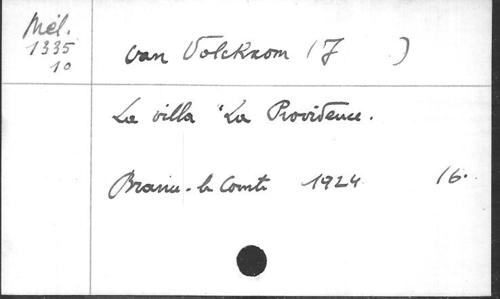 Mél.
1335
10
van Volckxom (J )
La villa "La Providence.
Braine-le Comte 1924 16.